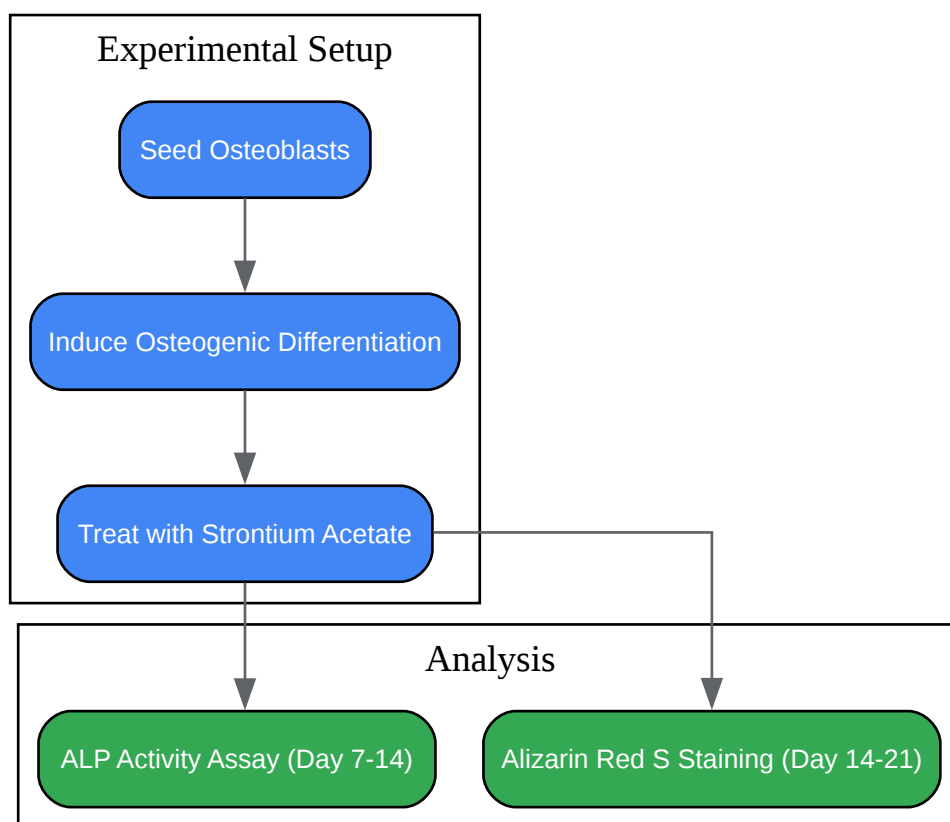 Experimental Setup
Seed Osteoblasts
Induce Osteogenic Differentiation
Treat with Strontium Acetate
Analysis
ALP Activity Assay (Day 7-14)
Alizarin Red S Staining (Day 14-21)